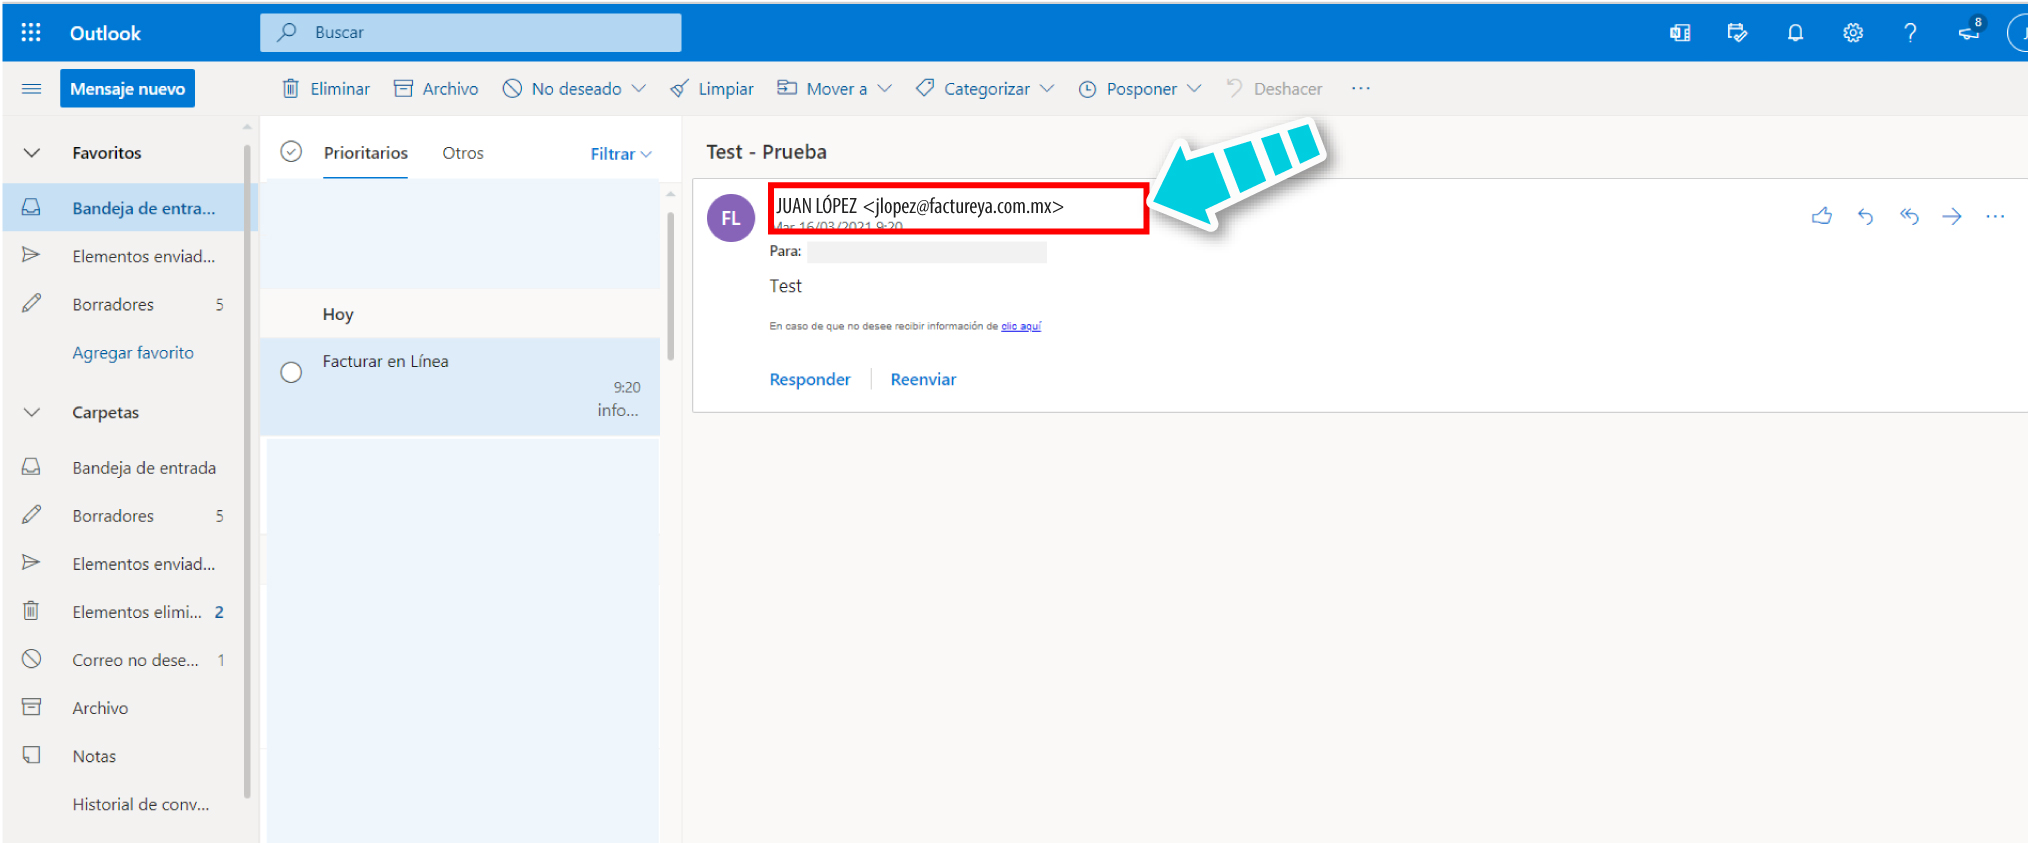 Outlook
Buscar
8
Mensaje nuevo
Eliminar
Archivo
No deseado
Limpiar
Mover a
Categorizar
Posponer
Deshacer
Favoritos
Bandeja de entra...
Elementos enviad...
Borradores 5
Agregar favorito
Carpetas
Bandeja de entrada
Borradores 5
Elementos enviad...
Elementos elimi... 2
Correo no dese... 1
Archivo
Notas
Historial de conv...
Prioritarios Otros Filtrar
Hoy
Facturar en Línea
9:20
info...
Test - Prueba
FL
JUAN LÓPEZ <jlopez@factureya.com.mx>
Mar 16/03/2021 9:20
Para:
Test
En caso de que no desee recibir información de clic aquí
Responder Reenviar